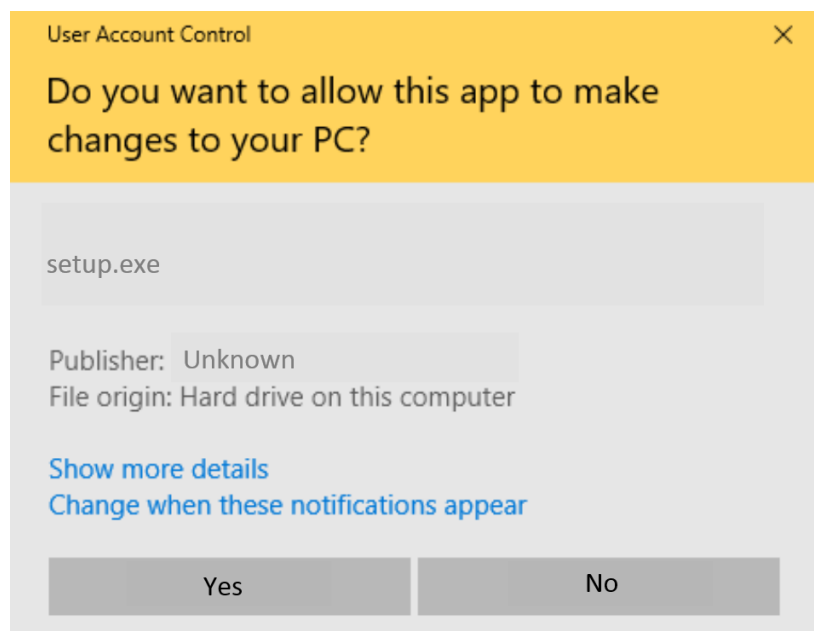 User Account Control
Do you want to allow this app to make
changes to your PC?
setup.exe
Publisher: Unknown
File origin: Hard drive on this computer
Show more details
Change when these notifications appear
Yes No